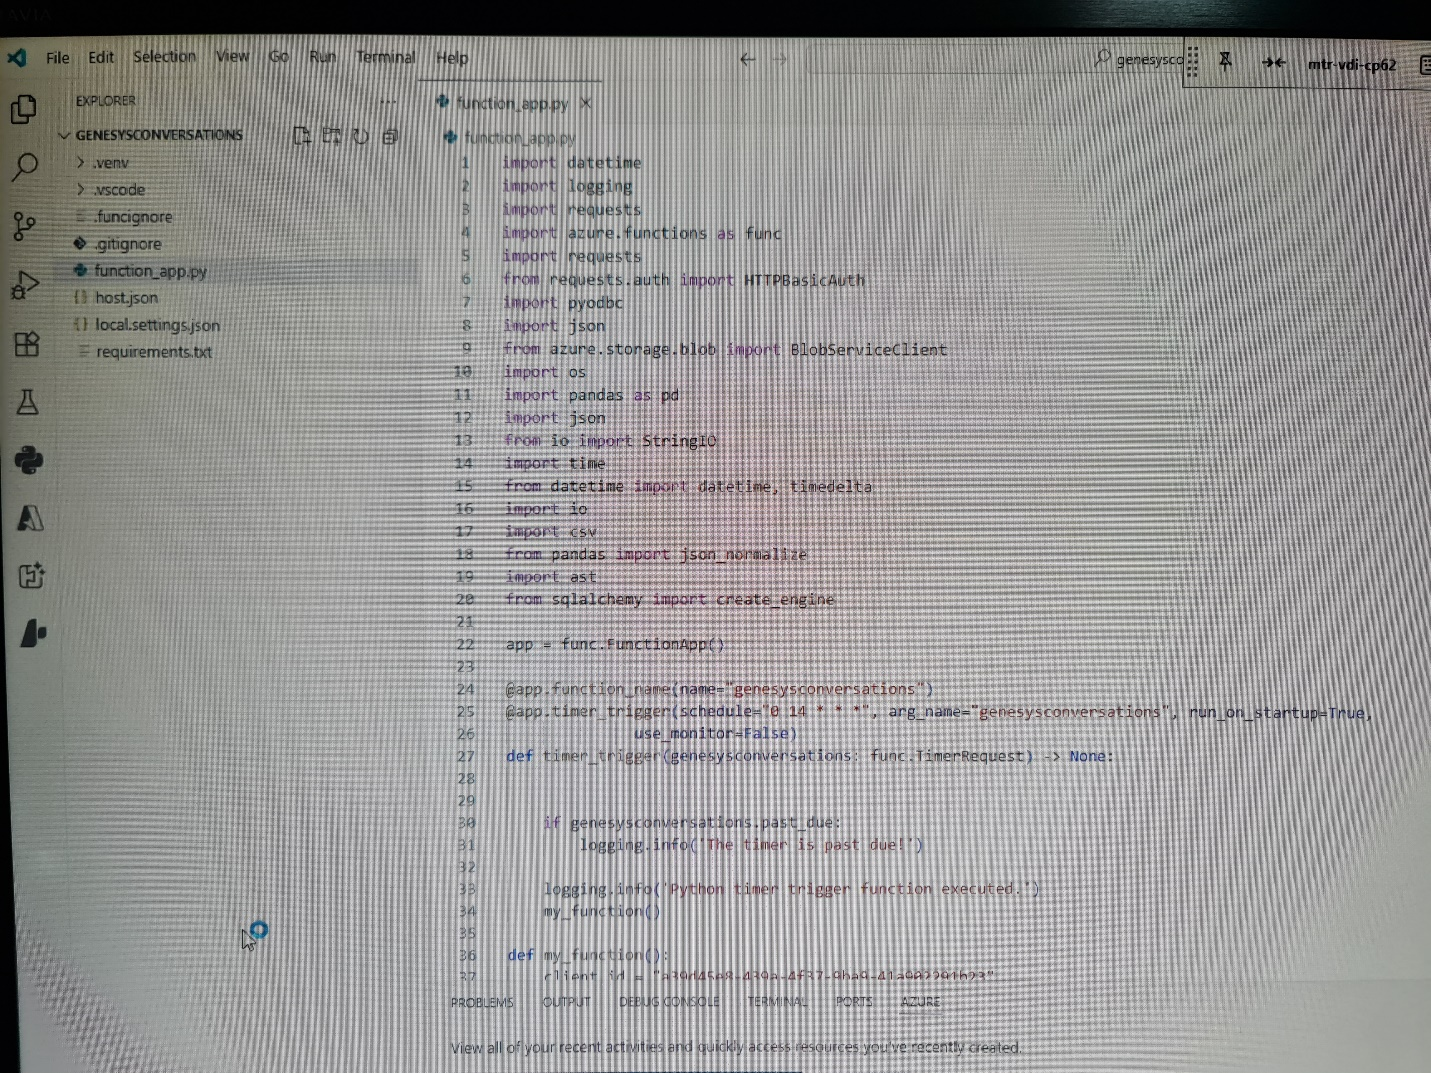 File Edit Selection View Go Run Terminal Help
genesysco
mtr-vdi-cp62
EXPLORER
GENESYSCONVERSATIONS
.venv
.vscode
.funcignore
.gitignore
function_app.py
host.json
local.settings.json
requirements.txt
function_app.py
function_app.py
1 import datetime
2 import logging
3 import requests
4 import azure.functions as func
5 import requests
6 from requests.auth import HTTPBasicAuth
7 import pyodbc
8 import json
9 from azure.storage.blob import BlobServiceClient
10 import os
11 import pandas as pd
12 import json
13 from io import StringIO
14 import time
15 from datetime import datetime, timedelta
16 import io
17 import csv
18 from pandas import json_normalize
19 import ast
20 from sqlalchemy import create_engine
21
22 app = func.FunctionApp()
23
24 @app.function_name(name="genesysconversations")
25 @app.timer_trigger(schedule="0 14 * * *", arg_name="genesysconversations", run_on_startup=True,
26 use_monitor=False)
27 def timer_trigger(genesysconversations: func.TimerRequest) -> None:
28
29
30 if genesysconversations.past_due:
31 logging.info('The timer is past due!')
32
33 logging.info('Python timer trigger function executed.')
34 my_function()
35
36 def my_function():
37 client_id =
PROBLEMS OUTPUT DEBUG CONSOLE TERMINAL PORTS AZURE
View all of your recent activities and quickly access resources you've recently created.